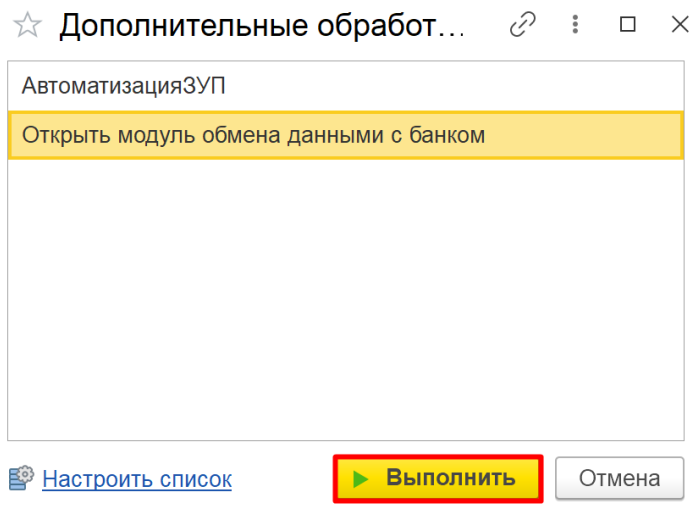 Дополнительные обработ...
АвтоматизацияЗУП
Открыть модуль обмена данными с банком
Настроить список
Выполнить
Отмена